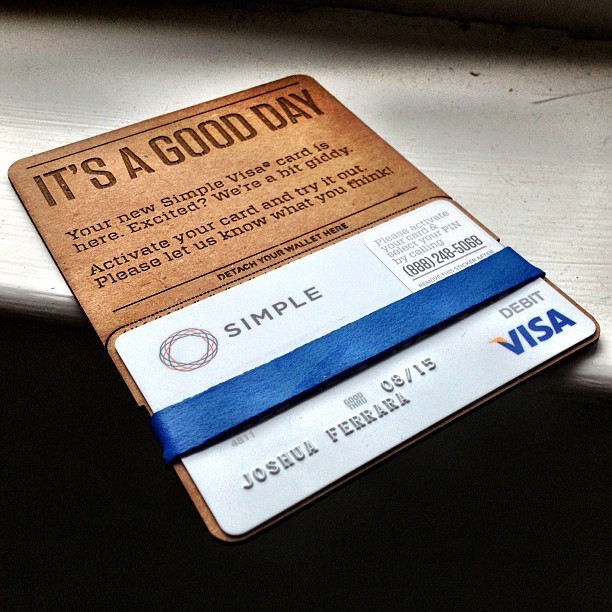 IT'S A GOOD DAY
Your new Simple Visa® card is
here. Excited? We're a bit giddy.
Activate your card and try it out.
Please let us know what you think!
DETACH YOUR WALLET HERE
Please activate
your card &
select your PIN
by calling
(888) 248-5068
REMOVE THIS STICKER AFTER
SIMPLE
DEBIT
VISA
4811
GOOD
THRU
08/15
JOSHUA FERRARA